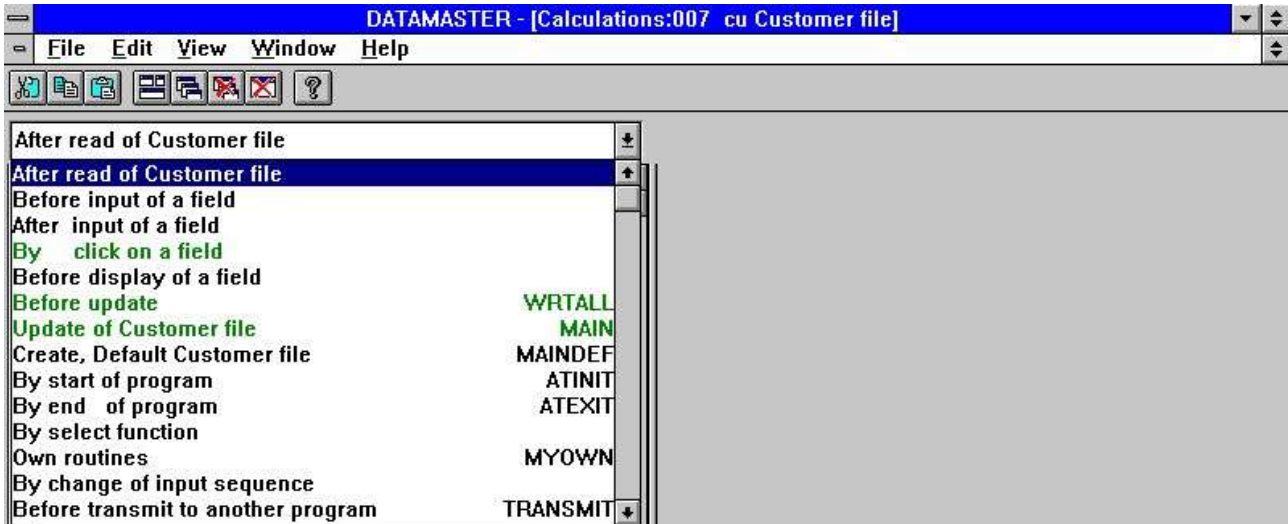 DATAMASTER - [Calculations:007 cu Customer file]
File Edit View Window Help
After read of Customer file
After read of Customer file
Before input of a field
After input of a field
By click on a field
Before display of a field
Before update WRTALL
Update of Customer file MAIN
Create, Default Customer file MAINDEF
By start of program ATINIT
By end of program ATEXIT
By select function
Own routines MYOWN
By change of input sequence
Before transmit to another program TRANSMIT